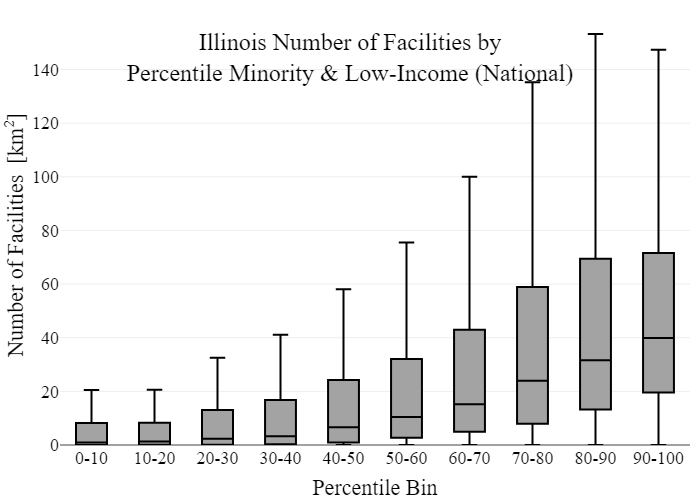 Illinois Number of Facilities by
Percentile Minority & Low-Income (National)
Number of Facilities [km²]
140
120
100
80
60
40
20
0
0-10 10-20 20-30 30-40 40-50 50-60 60-70 70-80 80-90 90-100
Percentile Bin